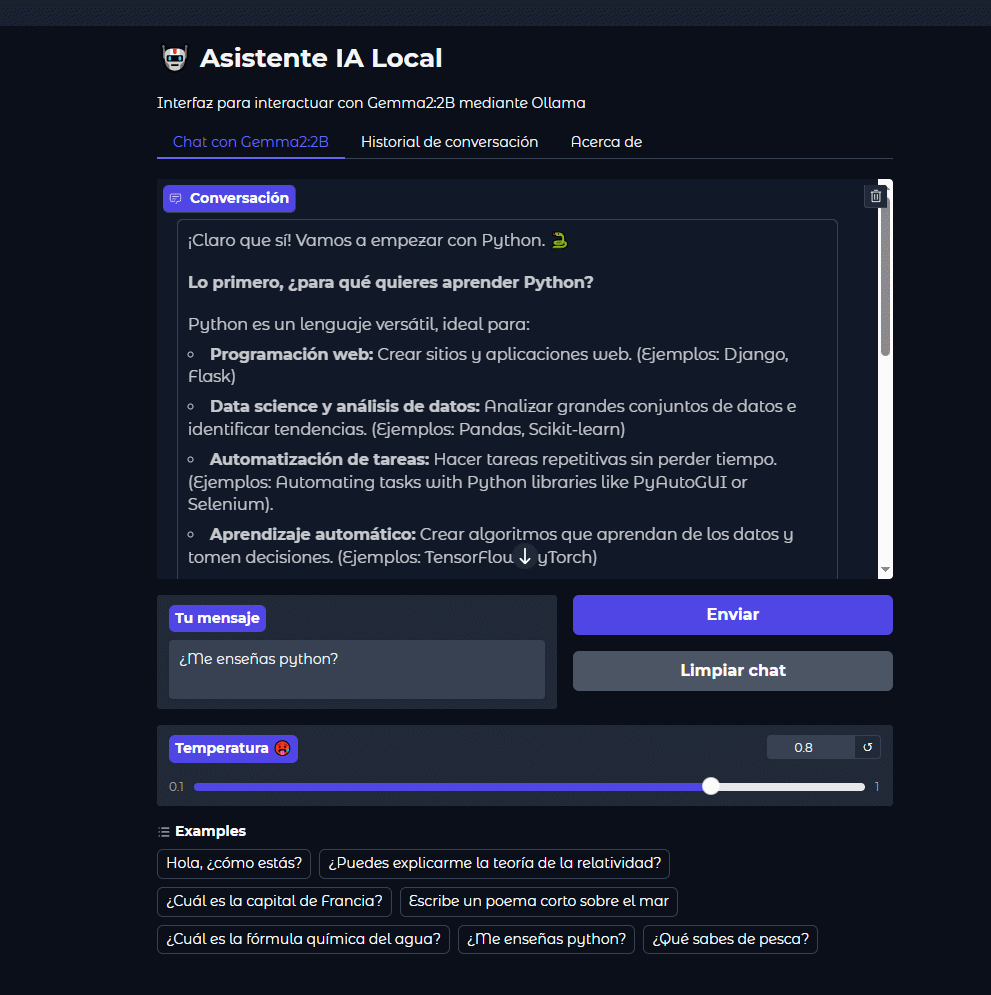 🤖 Asistente IA Local
Interfaz para interactuar con Gemma2:2B mediante Ollama
Chat con Gemma2:2B Historial de conversación Acerca de
Conversación
¡Claro que sí! Vamos a empezar con Python. 🐍
Lo primero, ¿para qué quieres aprender Python?
Python es un lenguaje versátil, ideal para:
◦ Programación web: Crear sitios y aplicaciones web. (Ejemplos: Django,
Flask)
◦ Data science y análisis de datos: Analizar grandes conjuntos de datos e
identificar tendencias. (Ejemplos: Pandas, Scikit-learn)
◦ Automatización de tareas: Hacer tareas repetitivas sin perder tiempo.
(Ejemplos: Automating tasks with Python libraries like PyAutoGUI or
Selenium).
◦ Aprendizaje automático: Crear algoritmos que aprendan de los datos y
tomen decisiones. (Ejemplos: TensorFlow yTorch)
Tu mensaje
¿Me enseñas python?
Enviar
Limpiar chat
Temperatura 🥵
0.8 ↺
0.1 1
Examples
Hola, ¿cómo estás? ¿Puedes explicarme la teoría de la relatividad?
¿Cuál es la capital de Francia? Escribe un poema corto sobre el mar
¿Cuál es la fórmula química del agua? ¿Me enseñas python? ¿Qué sabes de pesca?